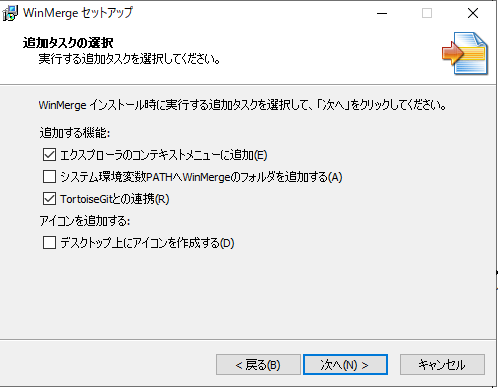 WinMerge セットアップ
追加タスクの選択
実行する追加タスクを選択してください。
WinMerge インストール時に実行する追加タスクを選択して、「次へ」をクリックしてください。
追加する機能:
エクスプローラのコンテキストメニューに追加(E)
システム環境変数PATHへWinMergeのフォルダを追加する(A)
TortoiseGitとの連携(R)
アイコンを追加する:
デスクトップ上にアイコンを作成する(D)
< 戻る(B)
次へ(N) >
キャンセル